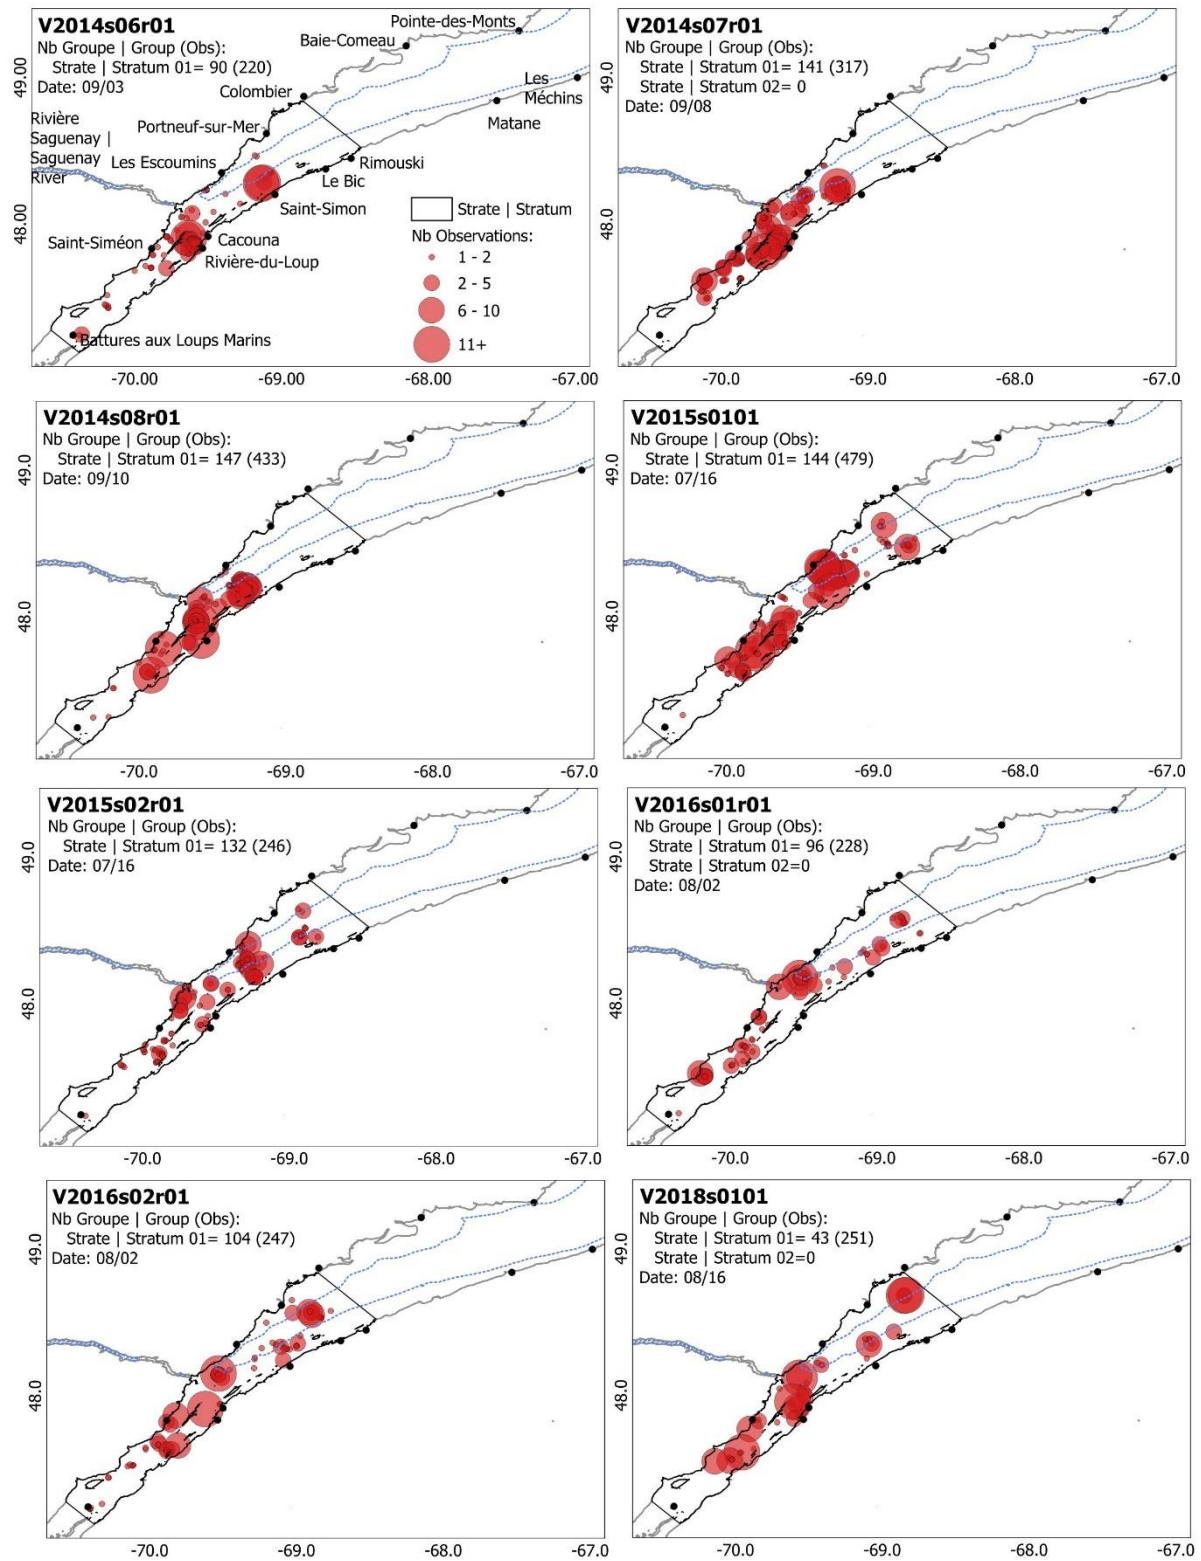 V2014s06r01
Nb Groupe | Group (Obs):
Strate | Stratum 01= 90 (220)
Date: 09/03
Pointe-des-Monts
Baie-Comeau
Colombier
Les
Méchins
Matane
Rivière
Saguenay |
Saguenay
River
Portneuf-sur-Mer
Les Escoumins
Rimouski
Le Bic
Saint-Simon
Saint-Siméon
Cacouna
Rivière-du-Loup
Battures aux Loups Marins
Strate | Stratum
Nb Observations:
1 - 2
2 - 5
6 - 10
11+
49.00
48.00
-70.00 -69.00 -68.00 -67.00
V2014s07r01
Nb Groupe | Group (Obs):
Strate | Stratum 01= 141 (317)
Stratum 02= 0
Date: 09/08
49.0
48.0
-70.0 -69.0 -68.0 -67.0
V2014s08r01
Nb Groupe | Group (Obs):
Strate | Stratum 01= 147 (433)
Date: 09/10
49.0
48.0
-70.0 -69.0 -68.0 -67.0
V2015s0101
Nb Groupe | Group (Obs):
Strate | Stratum 01= 144 (479)
Date: 07/16
49.0
48.0
-70.0 -69.0 -68.0 -67.0
V2015s02r01
Nb Groupe | Group (Obs):
Strate | Stratum 01= 132 (246)
Date: 07/16
49.0
48.0
-70.0 -69.0 -68.0 -67.0
V2016s01r01
Nb Groupe | Group (Obs):
Strate | Stratum 01= 96 (228)
Strate | Stratum 02=0
Date: 08/02
49.0
48.0
-70.0 -69.0 -68.0 -67.0
V2016s02r01
Nb Groupe | Group (Obs):
Strate | Stratum 01= 104 (247)
Date: 08/02
49.0
48.0
-70.0 -69.0 -68.0 -67.0
V2018s0101
Nb Groupe | Group (Obs):
Strate | Stratum 01= 43 (251)
Strate | Stratum 02=0
Date: 08/16
49.0
48.0
-70.0 -69.0 -68.0 -67.0